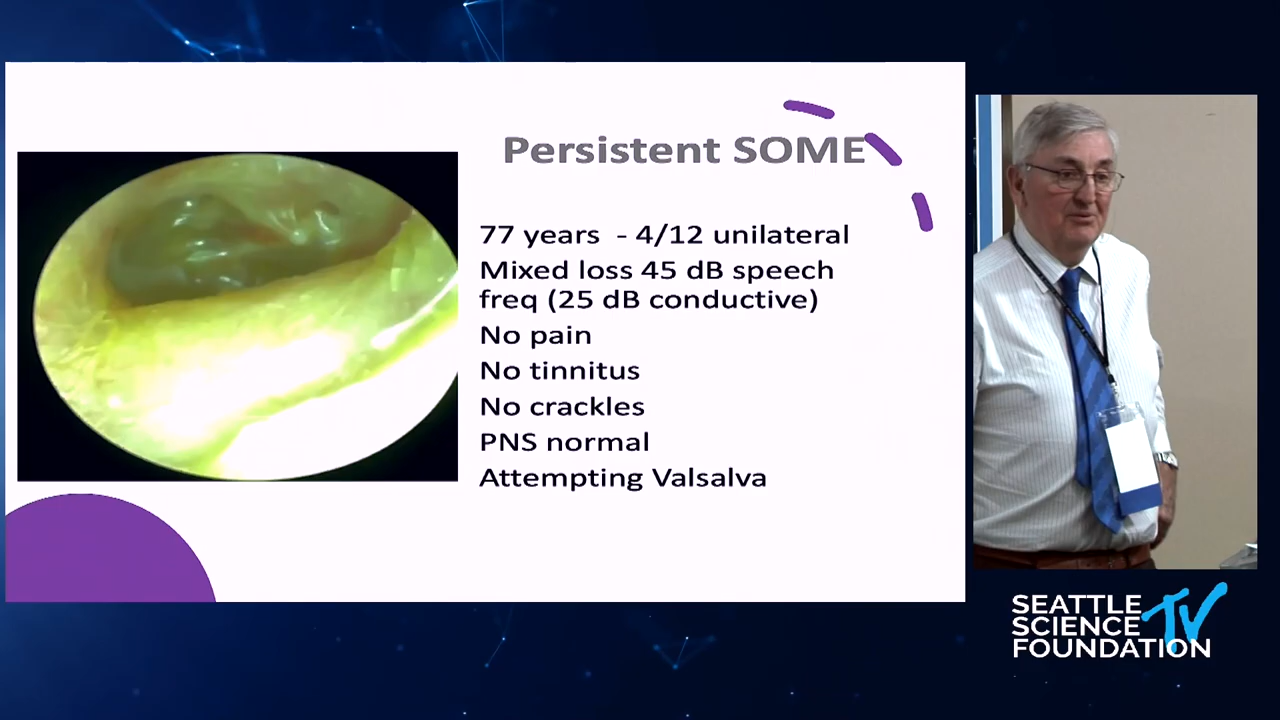 Persistent SOME
77 years - 4/12 unilateral
Mixed loss 45 dB speech
freq (25 dB conductive)
No pain
No tinnitus
No crackles
PNS normal
Attempting Valsalva
SEATTLE
SCIENCE TV
FOUNDATION